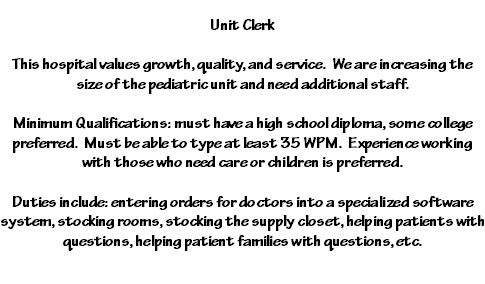 Unit Clerk
This hospital values growth, quality, and service.  We are increasing the
size of the pediatric unit and need additional staff.
Minimum Qualifications: must have a high school diploma, some college
preferred.  Must be able to type at least 35 WPM.  Experience working
with those who need care or children is preferred.
Duties include: entering orders for doctors into a specialized software
system, stocking rooms, stocking the supply closet, helping patients with
questions, helping patient families with questions, etc.